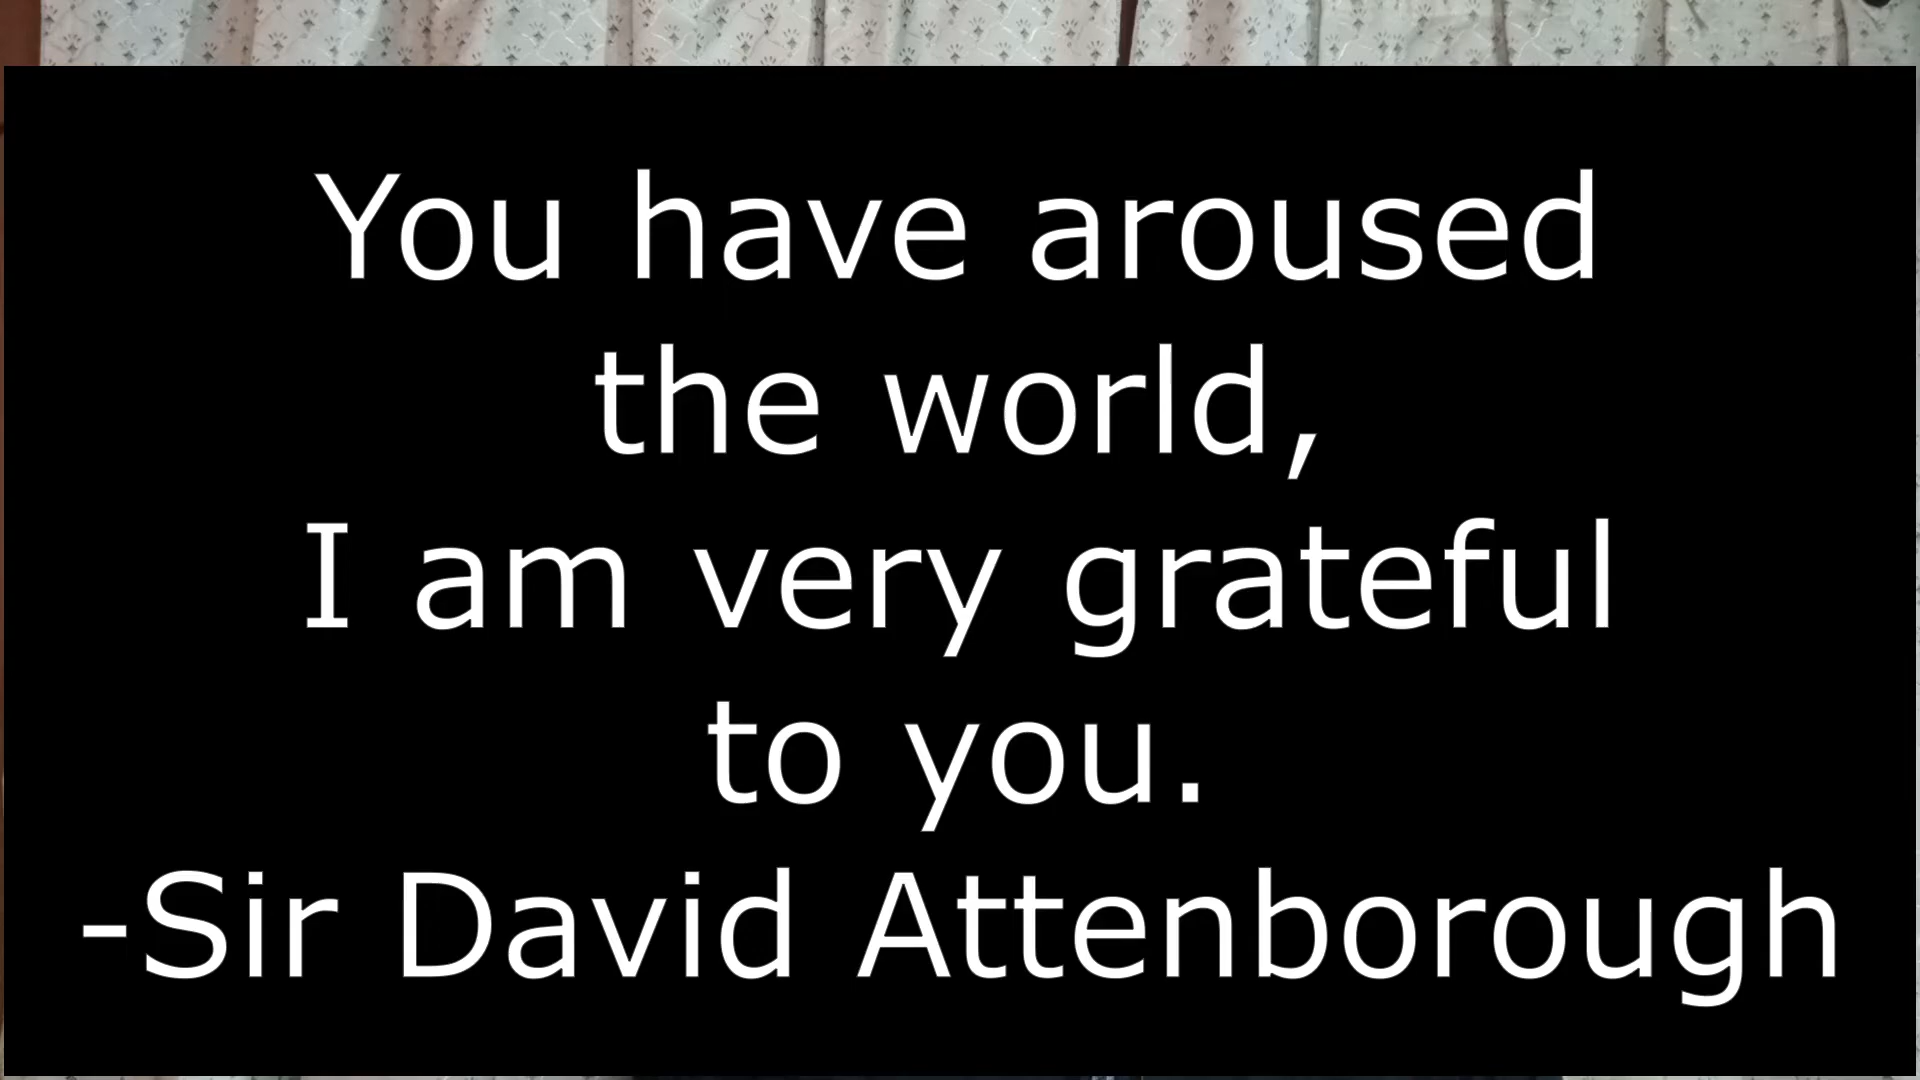 You have aroused
the world,
I am very grateful
to you.
-Sir David Attenborough